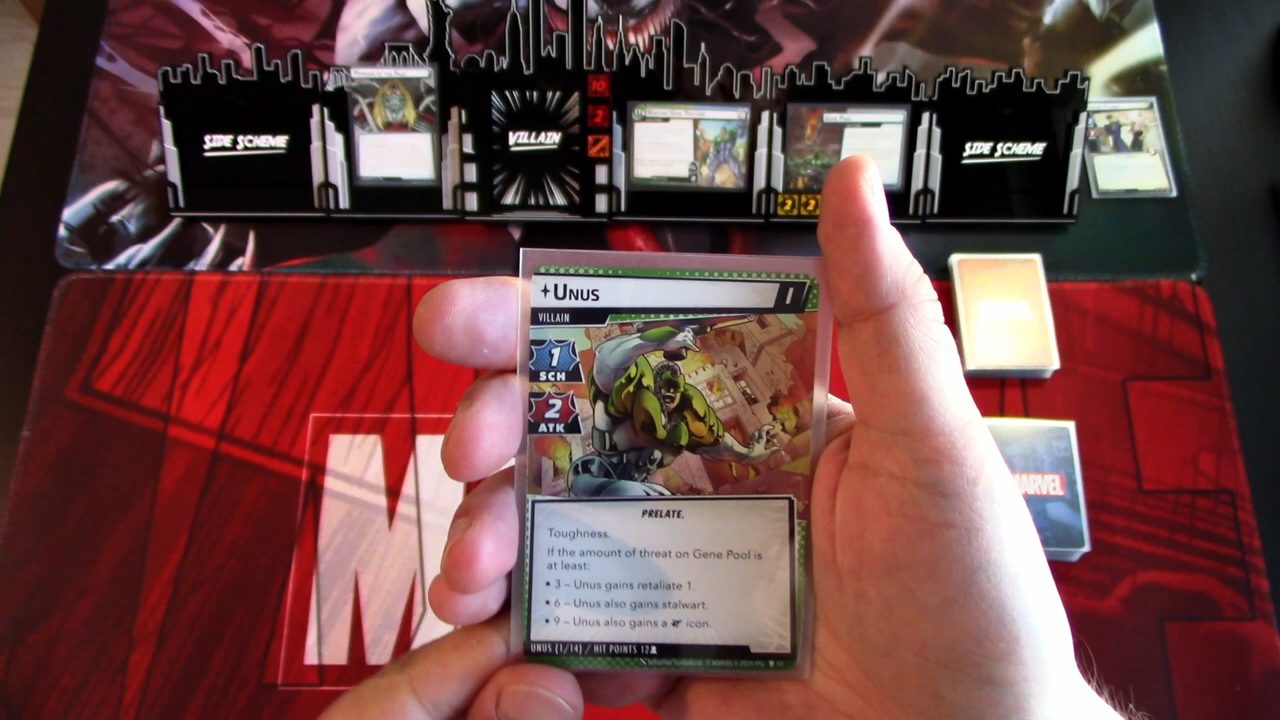 SIDE SCHEME
VILLAIN
10
2
SIDE SCHEME
2 2
UNUS
I
VILLAIN
1
SCH
2
ATK
PRELATE.
Toughness.
If the amount of threat on Gene Pool is
at least:
• 3 – Unus gains retaliate 1.
• 6 – Unus also gains stalwart.
• 9 – Unus also gains a icon.
UNUS (1/14) / HIT POINTS 12
M
MARVEL